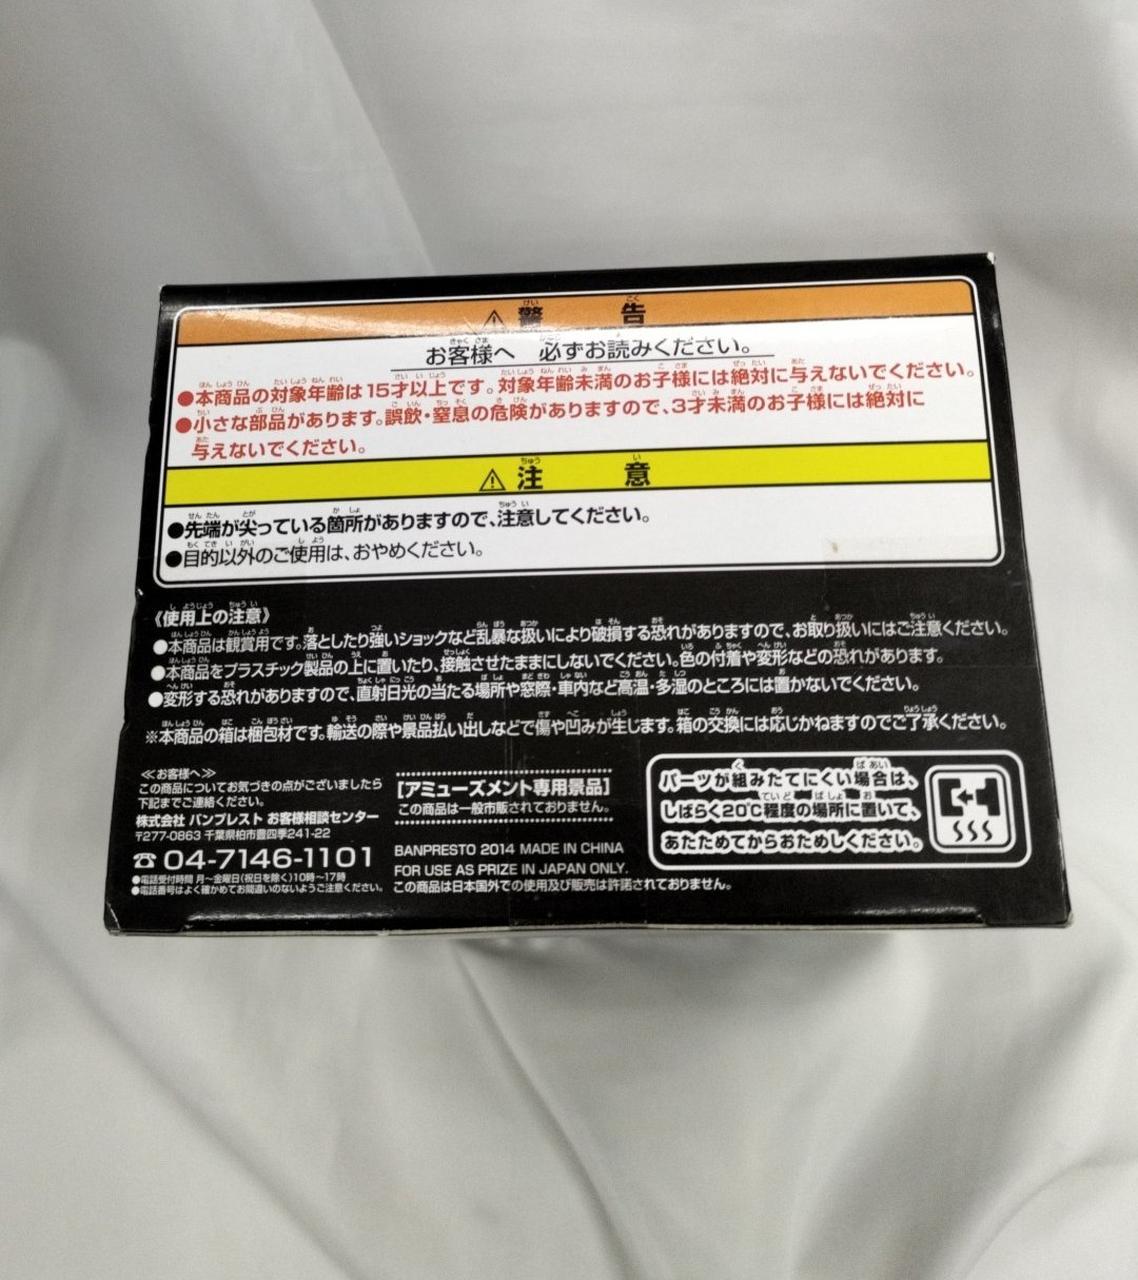 ⚠警告
お客様へ 必ずお読みください。
●本商品の対象年齢は15才以上です。対象年齢未満のお子様には絶対に与えないでください。
●小さな部品があります。誤飲・窒息の危険がありますので、3才未満のお子様には絶対に
与えないでください。
⚠注意
●先端が尖っている箇所がありますので、注意してください。
●目的以外のご使用は、おやめください。
《使用上の注意》
●本商品は観賞用です。落としたり強いショックなど乱暴な扱いにより破損する恐れがありますので、お取り扱いにはご注意ください。
●本商品をプラスチック製品の上に置いたり、接触させたままにしないでください。色の付着や変形などの恐れがあります。
●変形する恐れがありますので、直射日光の当たる場所や窓際・車内など高温・多湿のところには置かないでください。
※本商品の箱は梱包材です。輸送の際や景品払い出しなどで傷や凹みが生じます。箱の交換には応じかねますのでご了承ください。
≪お客様へ≫
この商品についてお気づきの点がございましたら
下記までご連絡ください。
株式会社 バンプレスト お客様相談センター
〒277-0863 千葉県柏市豊四季241-22
☎04-7146-1101
●電話受付時間 月〜金曜日(祝日を除く)10時〜17時
●電話番号はよく確かめてお間違いのないようご注意ください。
[アミューズメント専用景品]
この商品は一般市販されておりません。
BANPRESTO 2014 MADE IN CHINA
FOR USE AS PRIZE IN JAPAN ONLY.
この商品は日本国外での使用及び販売は許諾されておりません。
パーツが組みたてにくい場合は、
しばらく20℃程度の場所に置いて、
あたためてからおためしください。